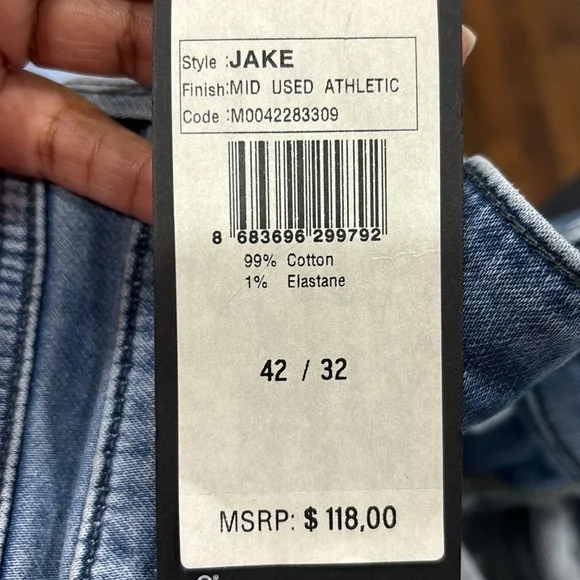 Style :JAKE
Finish:MID USED ATHLETIC
Code :M0042283309
8 683696 299792
99% Cotton
1% Elastane
42 / 32
MSRP: $ 118,00